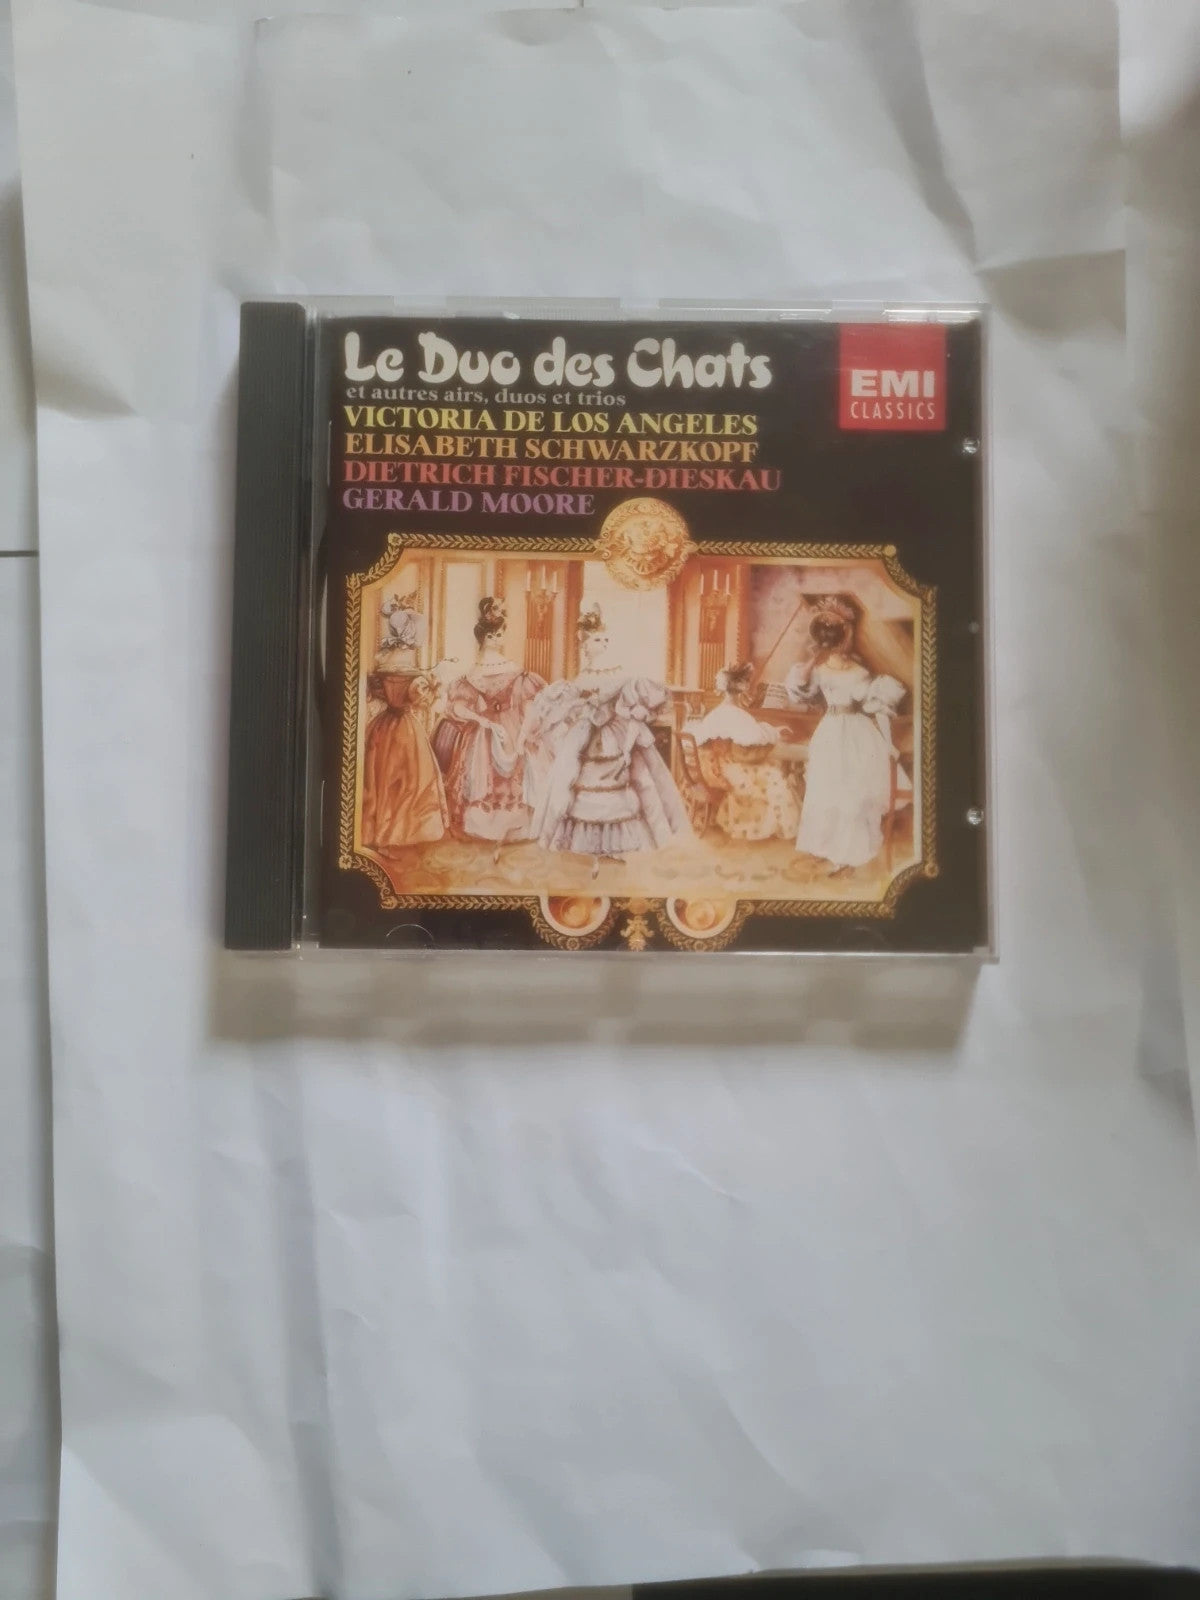 Le Duo des Chats
et autres airs, duos et trios
VICTORIA DE LOS ANGELES
ELISABETH SCHWARZKOPF
DIETRICH FISCHER-DIESKAU
GERALD MOORE
EMI
CLASSICS